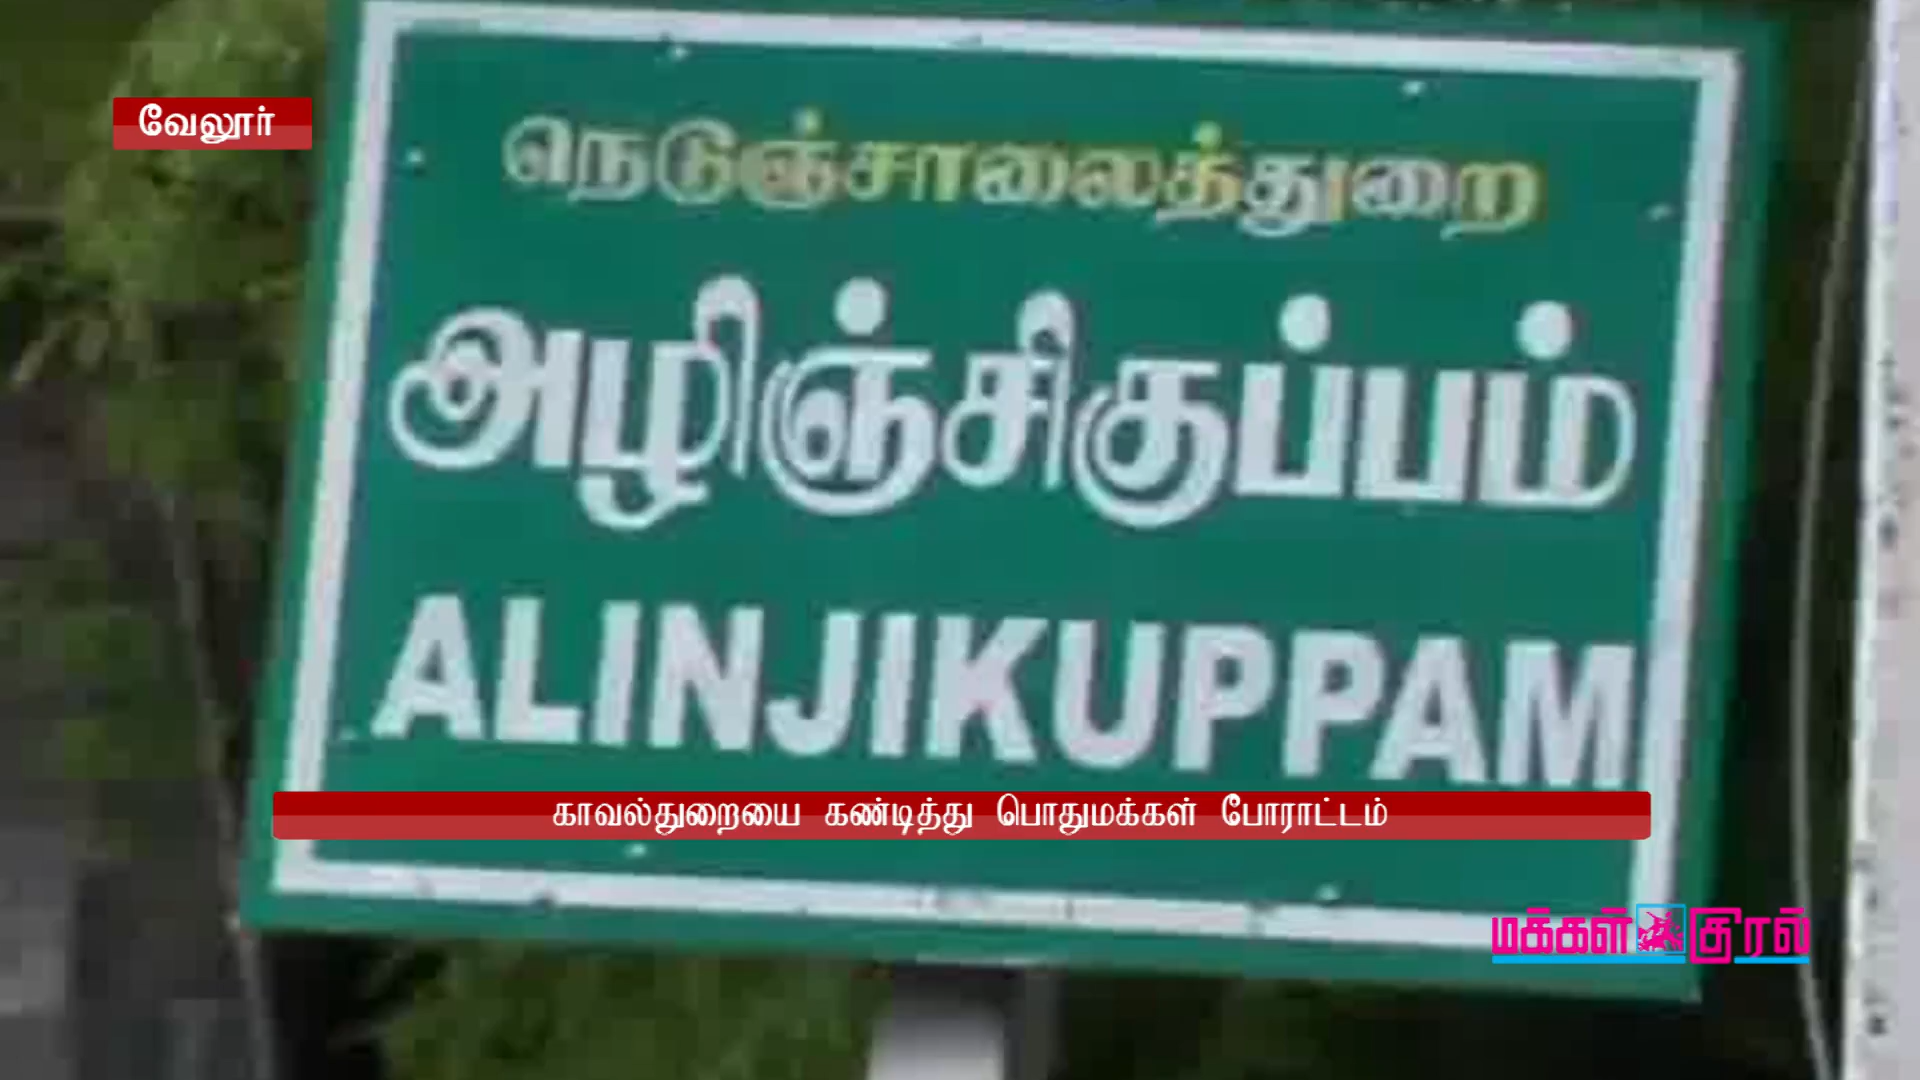 வேலூர்
நெடுஞ்சாலைத்துறை
அழிஞ்சிகுப்பம்
ALINJIKUPPAM
காவல்துறையை கண்டித்து பொதுமக்கள் போராட்டம்
மக்கள் குரல்